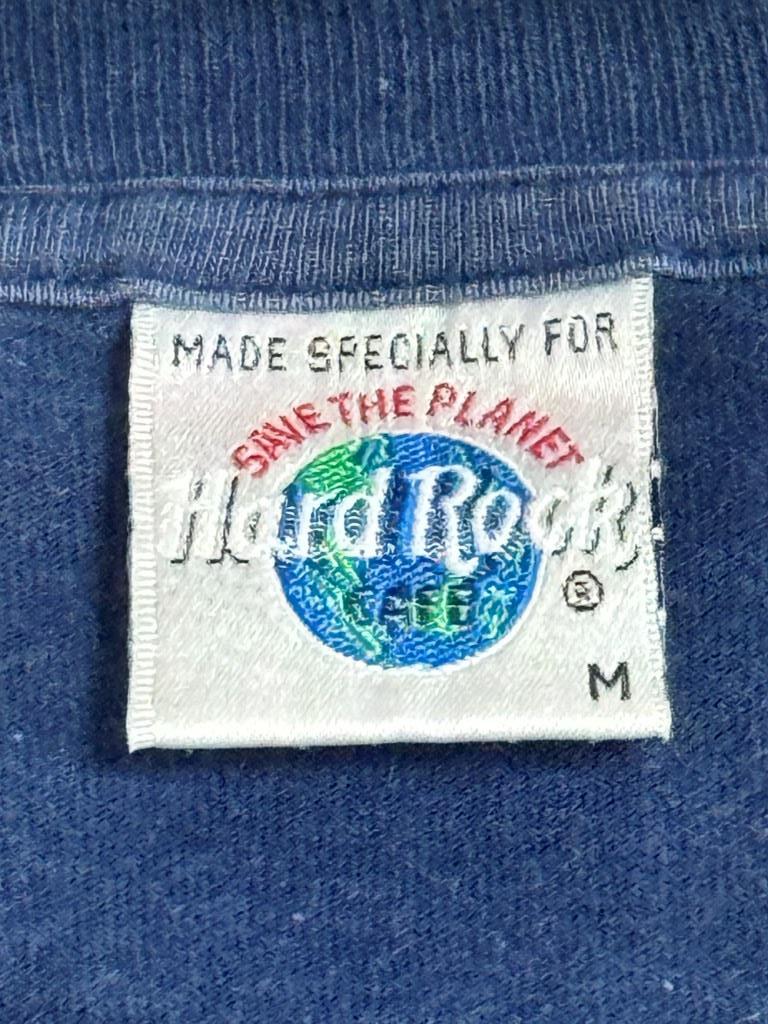 MADE SPECIALLY FOR
SAVE THE PLANET
Hard Rock
CAFE
®
M